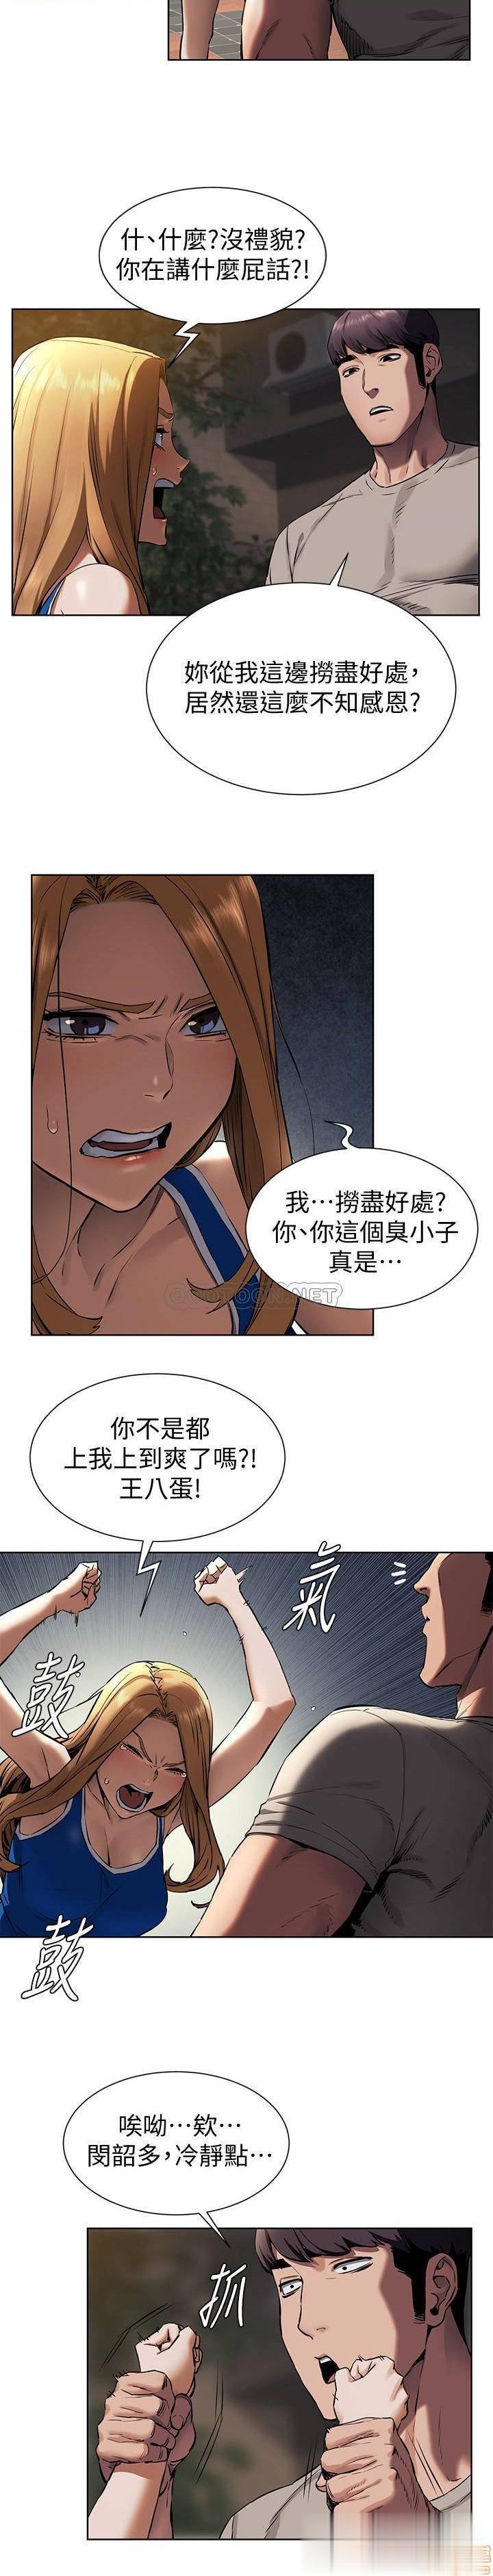 什、什麼?沒禮貌?
你在講什麼屁話?!
妳從我這邊撈盡好處,
居然還這麼不知感恩?
我⋯撈盡好處?
你、你這個臭小子
真是⋯
你不是都
上我上到爽了嗎?!
王八蛋!
氣
鼓
鼓
唉呦⋯欸⋯
閔韶多,冷靜點⋯
抓